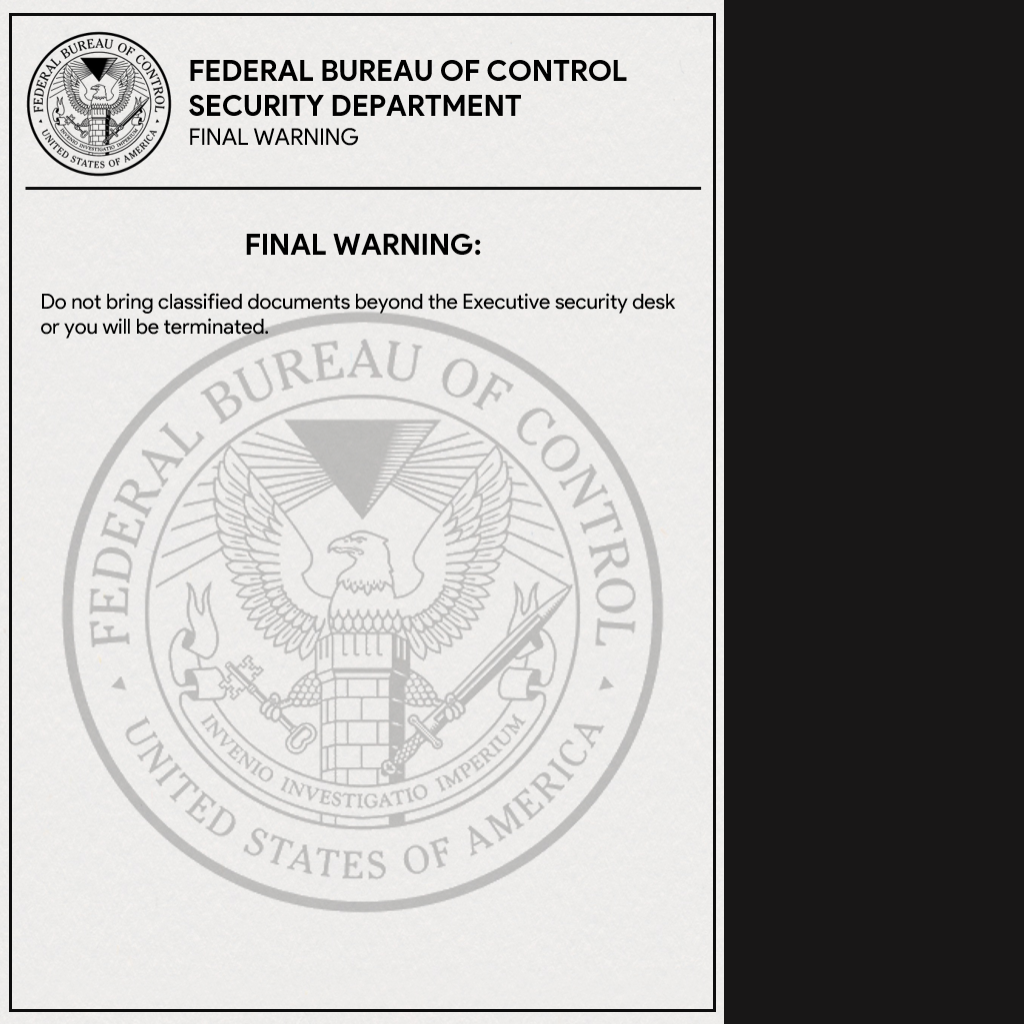 FEDERAL BUREAU OF CONTROL
UNITED STATES OF AMERICA
INVENIO INVESTIGATIO IMPERIUM
FEDERAL BUREAU OF CONTROL
SECURITY DEPARTMENT
FINAL WARNING
FINAL WARNING:
Do not bring classified documents beyond the Executive security desk
or you will be terminated.
FEDERAL BUREAU OF CONTROL
INVENIO INVESTIGATIO IMPERIUM
UNITED STATES OF AMERICA